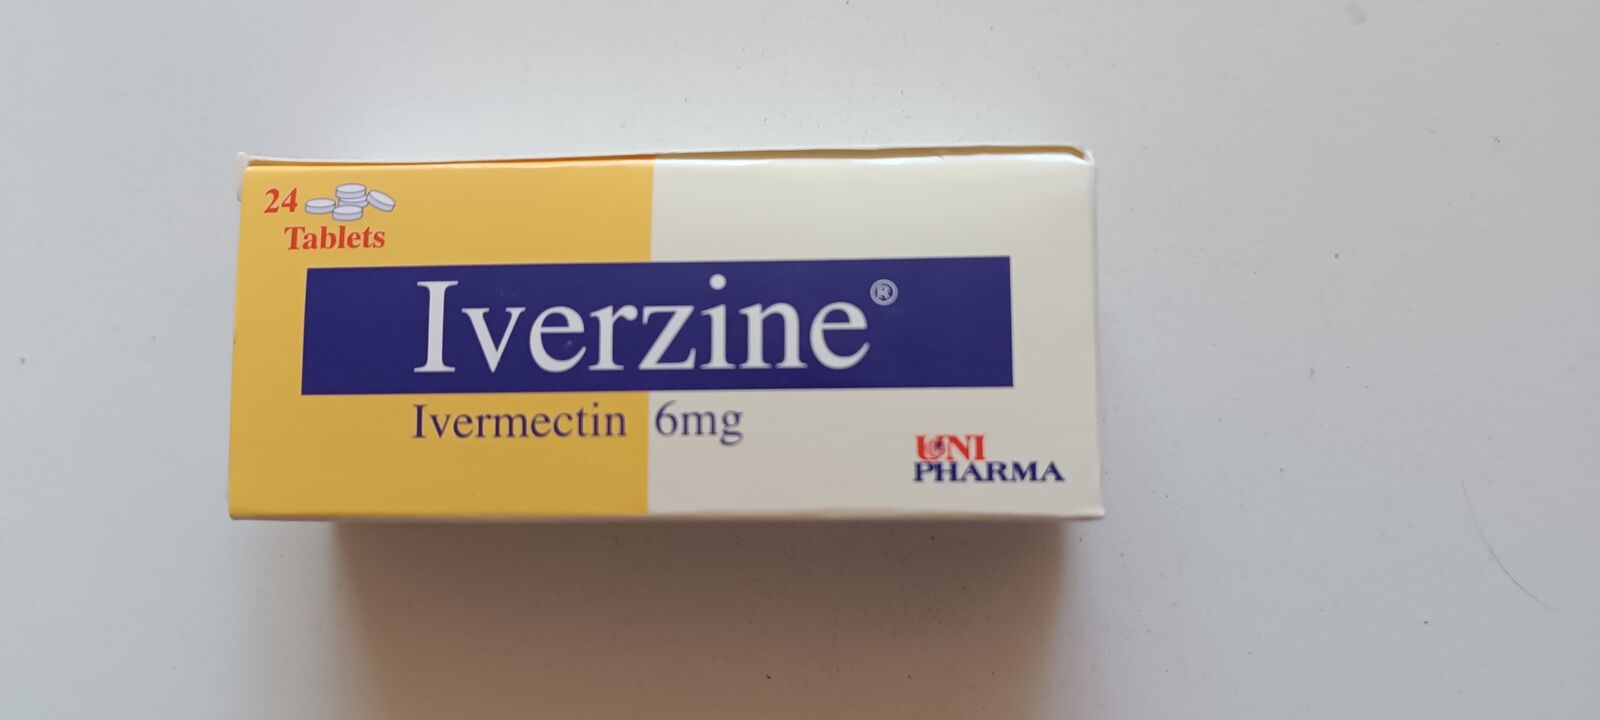 24
Tablets
Iverzine®
Ivermectin 6mg
UNI
PHARMA